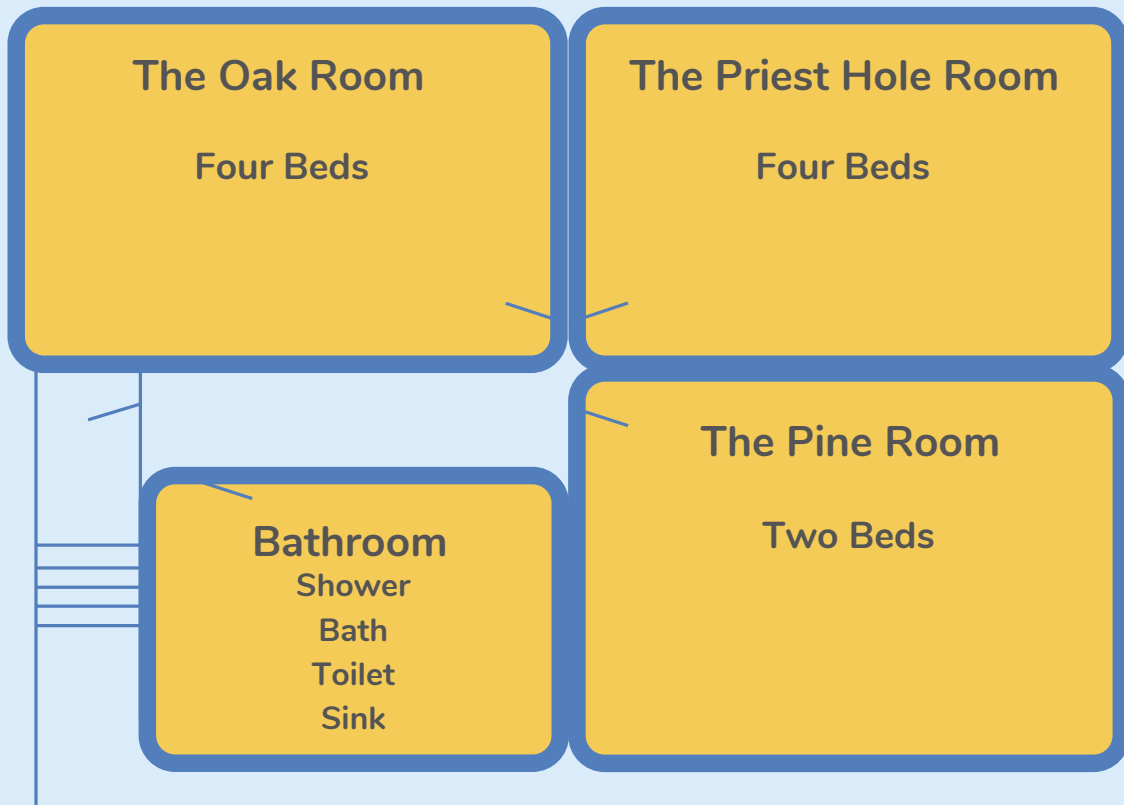 The Oak Room
Four Beds
The Priest Hole Room
Four Beds
The Pine Room
Two Beds
Bathroom
Shower
Bath
Toilet
Sink